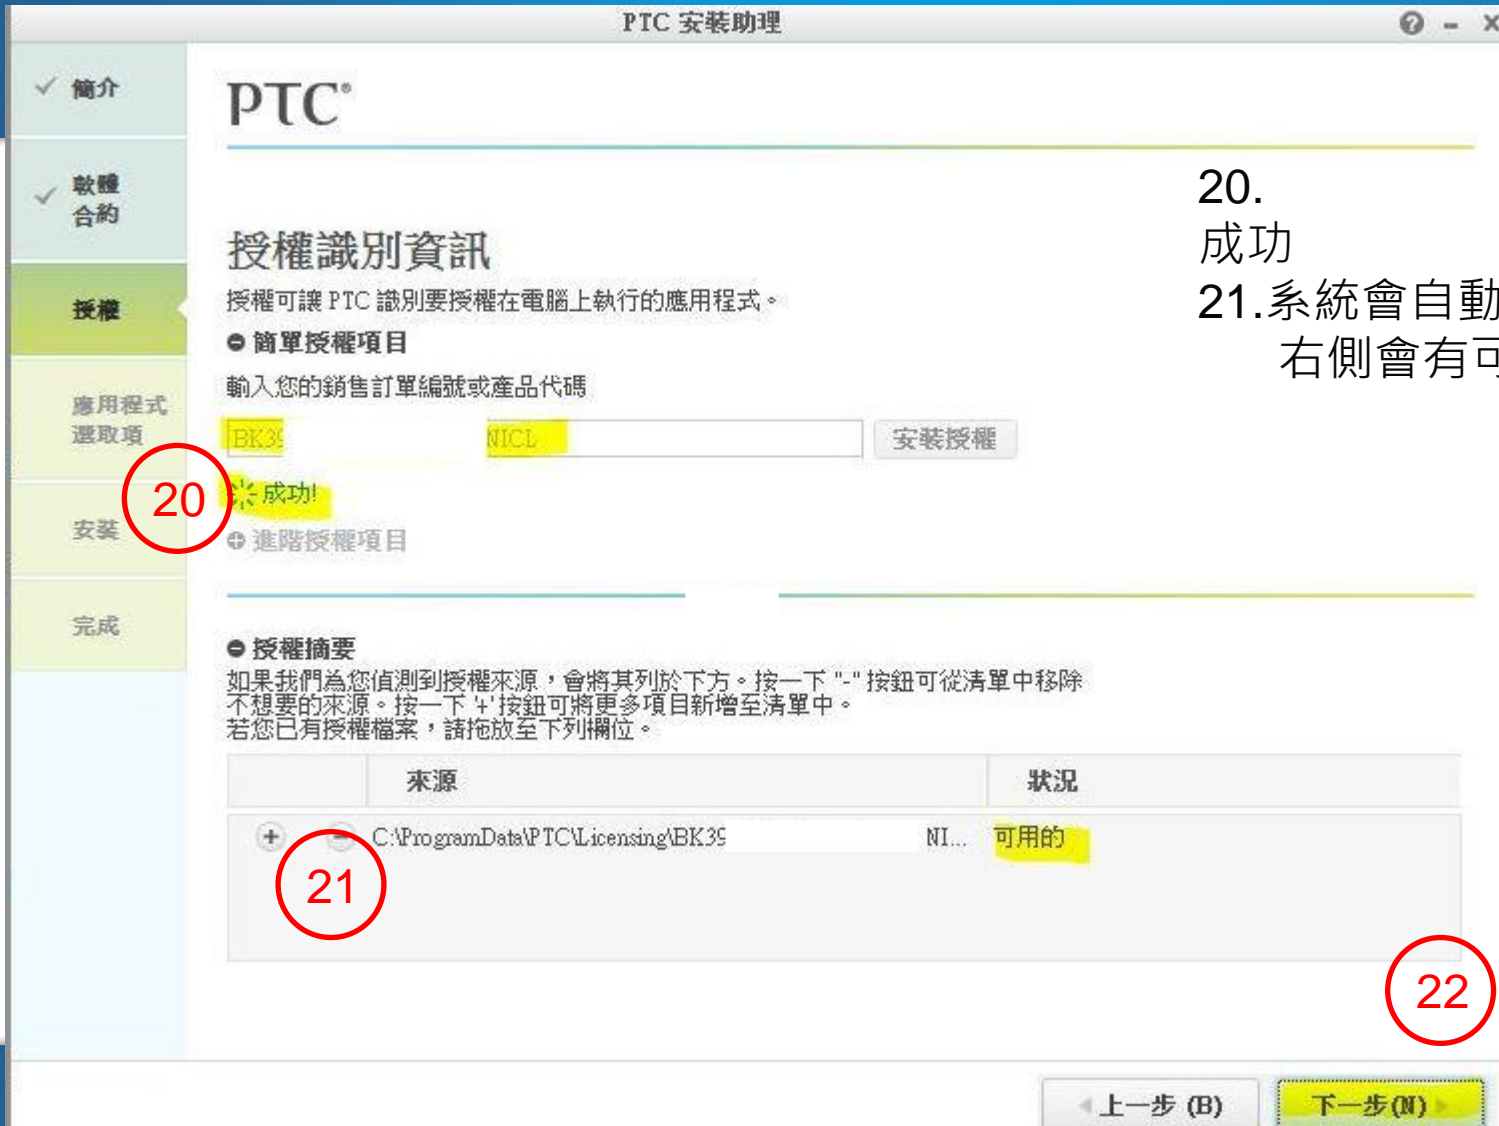 PTC 安裝助理
簡介
PTC®
軟體
合約
20.
成功
21.系統會自動
右側會有可
授權識別資訊
授權可讓 PTC 識別要授權在電腦上執行的應用程式。
授權
簡單授權項目
輸入您的銷售訂單編號或產品代碼
應用程式
選取項
BK39 NICL
安裝授權
20
成功!
安裝
進階授權項目
完成
授權摘要
如果我們為您偵測到授權來源，會將其列於下方。按一下 "-" 按鈕可從清單中移除
不想要的來源。按一下 '+' 按鈕可將更多項目新增至清單中。
若您已有授權檔案，請拖放至下列欄位。
來源 狀況
C:\ProgramData\PTC\Licensing\BK39 NI... 可用的
21
22
上一步 (B)
下一步(N)